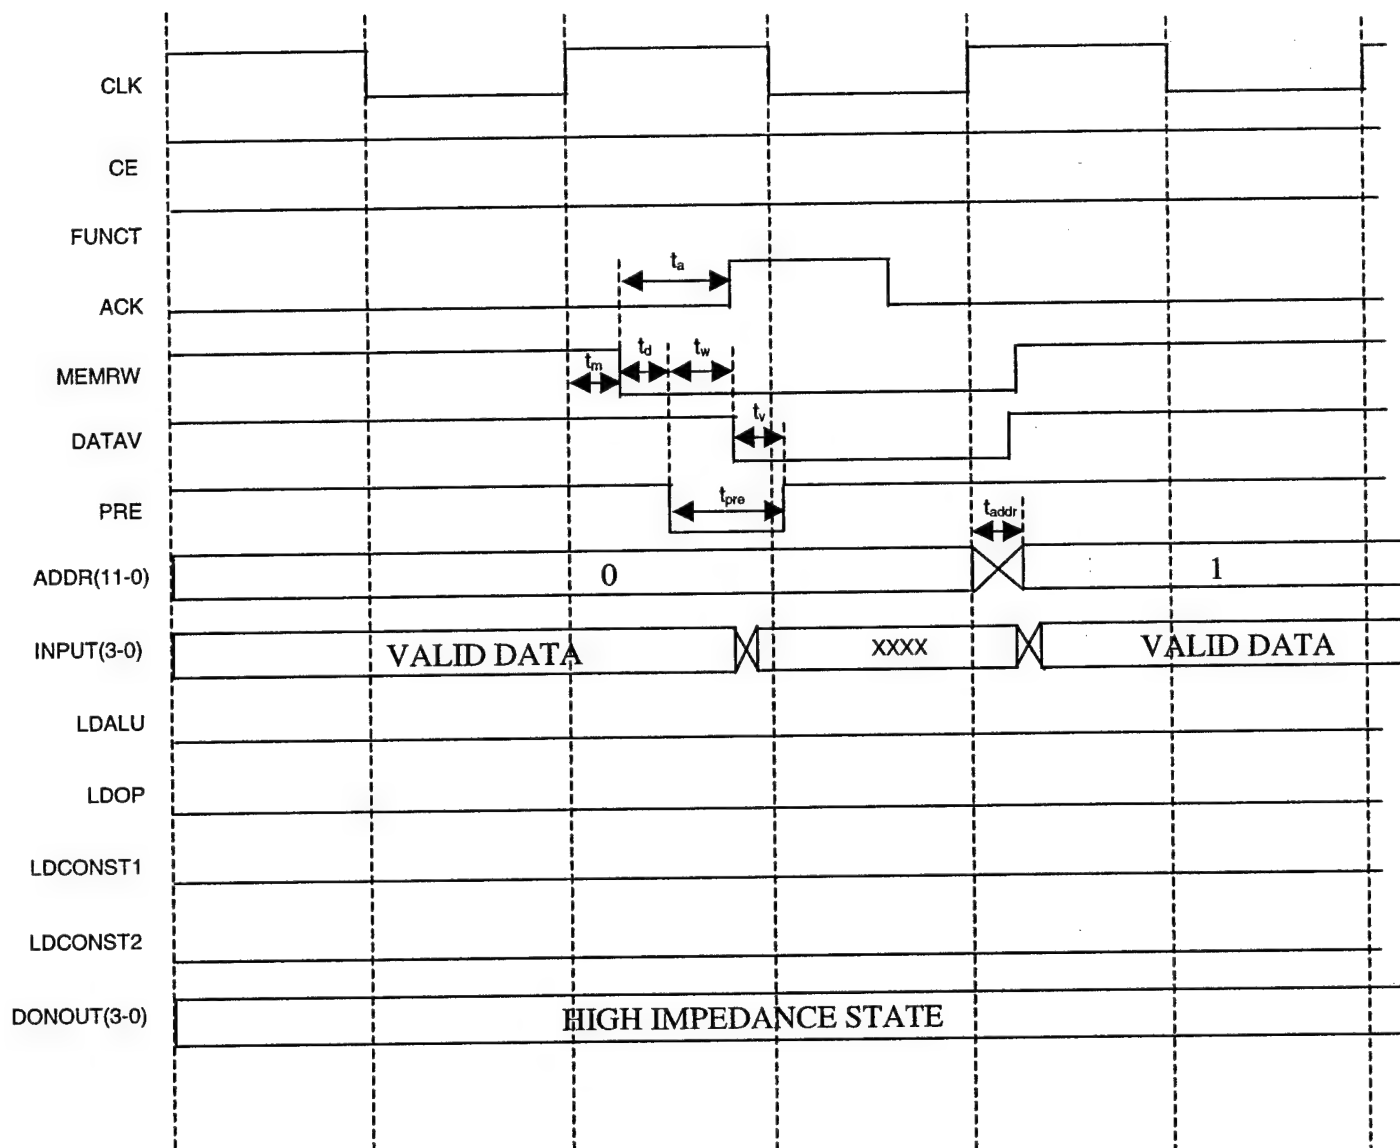 CLK
CE
FUNCT
ta
ACK
td tw
tm
MEMRW
tv
DATAV
tpre
PRE
taddr
ADDR(11-0) 0 1
INPUT(3-0) VALID DATA XXXX VALID DATA
LDALU
LDOP
LDCONST1
LDCONST2
DONOUT(3-0) HIGH IMPEDANCE STATE